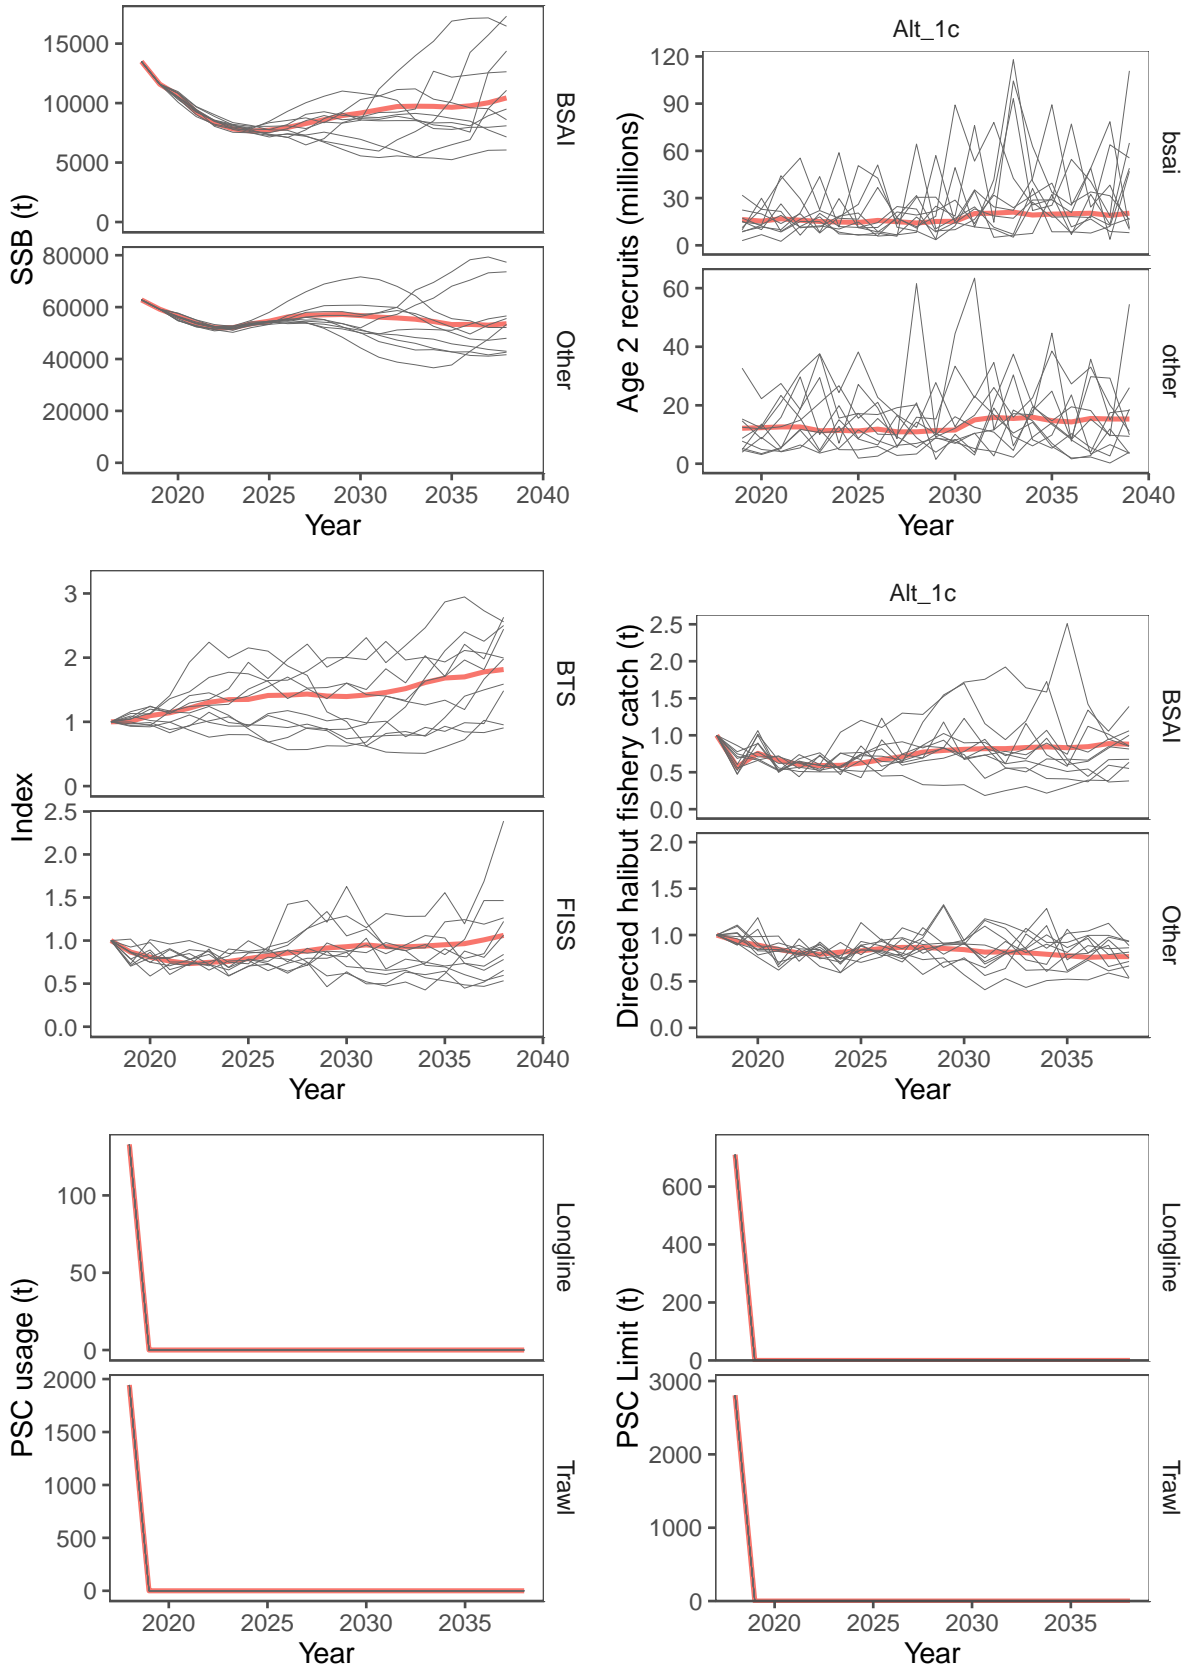 SSB (t)
15000
10000
5000
0
BSAI
80000
60000
40000
20000
0
Other
2020 2025 2030 2035 2040
Year
Alt_1c
Age 2 recruits (millions)
120
90
60
30
0
bsai
60
40
20
0
other
2020 2025 2030 2035 2040
Year
Index
3
2
1
0
BTS
2.5
2.0
1.5
1.0
0.5
0.0
FISS
2020 2025 2030 2035 2040
Year
Alt_1c
Directed halibut fishery catch (t)
2.5
2.0
1.5
1.0
0.5
0.0
BSAI
2.0
1.5
1.0
0.5
0.0
Other
2020 2025 2030 2035
Year
PSC usage (t)
100
50
0
Longline
2000
1500
1000
500
0
Trawl
2020 2025 2030 2035
Year
PSC Limit (t)
600
400
200
0
Longline
3000
2000
1000
0
Trawl
2020 2025 2030 2035
Year